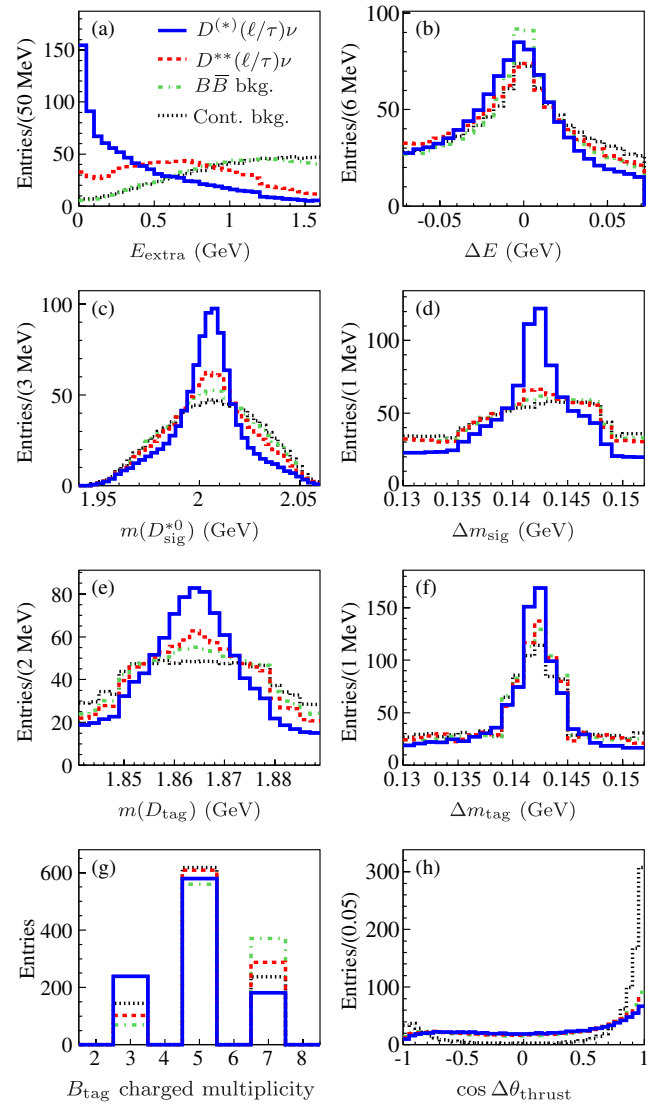 (a)
D^{(*)}(ℓ/τ)ν
D^{**}(ℓ/τ)ν
BB̅ bkg.
Cont. bkg.
Entries/(50 MeV)
150
100
50
0
0 0.5 1 1.5
E_extra (GeV)
(b)
Entries/(6 MeV)
100
50
0
-0.05 0 0.05
ΔE (GeV)
(c)
Entries/(3 MeV)
100
50
0
1.95 2 2.05
m(D^{*0}_sig) (GeV)
(d)
Entries/(1 MeV)
150
100
50
0
0.13 0.135 0.14 0.145 0.15
Δm_sig (GeV)
(e)
Entries/(2 MeV)
80
60
40
20
0
1.85 1.86 1.87 1.88
m(D_tag) (GeV)
(f)
Entries/(1 MeV)
150
100
50
0
0.13 0.135 0.14 0.145 0.15
Δm_tag (GeV)
(g)
Entries
600
400
200
0
2 3 4 5 6 7 8
B_tag charged multiplicity
(h)
Entries/(0.05)
300
200
100
0
-1 -0.5 0 0.5 1
cos Δθ_thrust